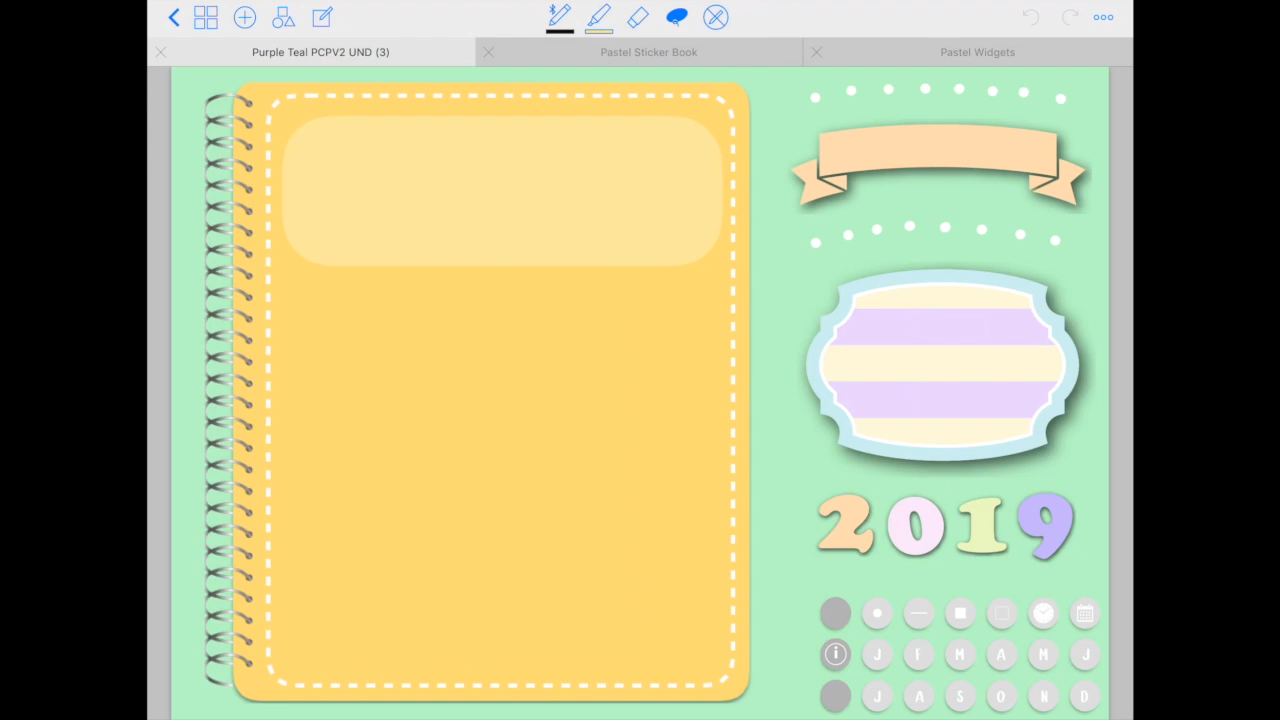 Purple Teal PCPV2 UND (3)
Pastel Sticker Book
Pastel Widgets
2019
i J F M A M J
J A S O N D